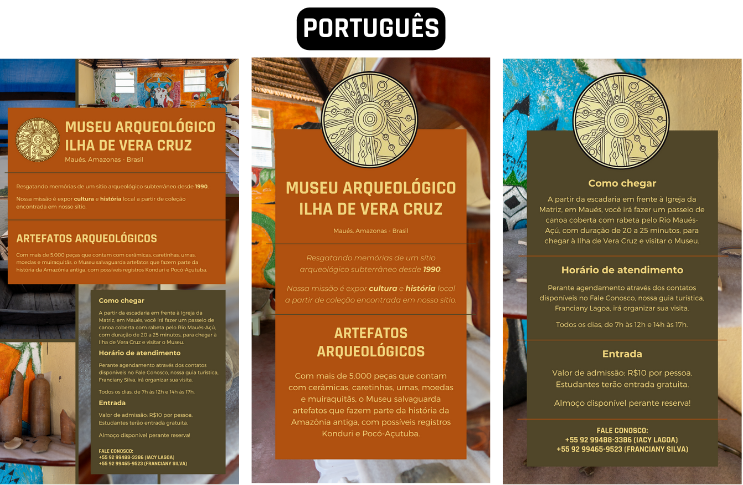 PORTUGUÊS
MUSEU ARQUEOLÓGICO
ILHA DE VERA CRUZ
Maués, Amazonas - Brasil
Resgatando memórias de um sítio arqueológico subterrâneo desde 1990
Nossa missão é expor cultura e história local a partir de coleção
encontrada em nosso sítio.
ARTEFATOS ARQUEOLÓGICOS
Com mais de 5.000 peças que contam com cerâmicas, caretinhas, urnas,
moedas e muiraquitãs, o Museu salvaguarda artefatos que fazem parte da
história da Amazônia antiga, com possíveis registros Konduri e Pocó-Açutuba.
Como chegar
A partir da escadaria em frente à Igreja da
Matriz, em Maués, você irá fazer um passeio de
canoa coberta com rabeta pelo Rio Maués-Açú,
com duração de 20 a 25 minutos, para chegar à
Ilha de Vera Cruz e visitar o Museu.
Horário de atendimento
Perante agendamento através dos contatos
disponíveis no Fale Conosco, nossa guia turística,
Franciany Silva, irá organizar sua visita.
Todos os dias, de 7h às 12h e 14h às 17h.
Entrada
Valor de admissão: R$10 por pessoa.
Estudantes terão entrada gratuita.
Almoço disponível perante reserva!
FALE CONOSCO:
+55 92 99488-3386 (IACY LAGOA)
+55 92 99465-9523 (FRANCIANY SILVA)
MUSEU ARQUEOLÓGICO
ILHA DE VERA CRUZ
Maués, Amazonas - Brasil
Resgatando memórias de um sítio
arqueológico subterrâneo desde 1990
Nossa missão é expor cultura e história local
a partir de coleção encontrada em nosso sítio.
ARTEFATOS
ARQUEOLÓGICOS
Com mais de 5.000 peças que contam
com cerâmicas, caretinhas, urnas, moedas
e muiraquitãs, o Museu salvaguarda
artefatos que fazem parte da história da
Amazônia antiga, com possíveis registros
Konduri e Pocó-Açutuba.
Como chegar
A partir da escadaria em frente à Igreja da
Matriz, em Maués, você irá fazer um passeio de
canoa coberta com rabeta pelo Rio Maués-
Açú, com duração de 20 a 25 minutos, para
chegar à Ilha de Vera Cruz e visitar o Museu.
Horário de atendimento
Perante agendamento através dos contatos
disponíveis no Fale Conosco, nossa guia turística,
Franciany Lagoa, irá organizar sua visita.
Todos os dias, de 7h às 12h e 14h às 17h.
Entrada
Valor de admissão: R$10 por pessoa.
Estudantes terão entrada gratuita.
Almoço disponível perante reserva!
FALE CONOSCO:
+55 92 99488-3386 (IACY LAGOA)
+55 92 99465-9523 (FRANCIANY SILVA)